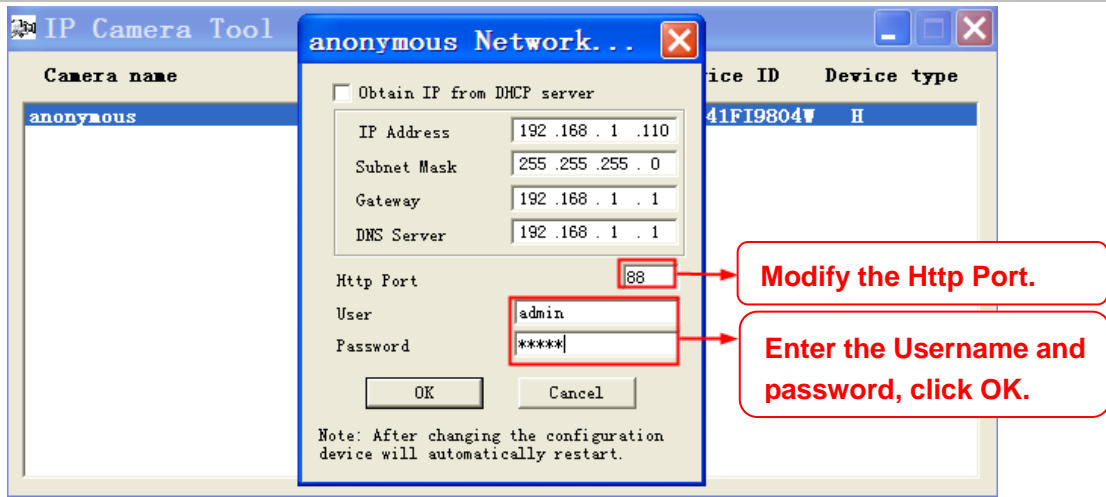 IP Camera Tool
anonymous Network...
Camera name
ice ID
Device type
anonymous
41FI9804W
H
Obtain IP from DHCP server
IP Address 192 .168 . 1 .110
Subnet Mask 255 .255 .255 . 0
Gateway 192 .168 . 1 . 1
DNS Server 192 .168 . 1 . 1
Http Port 88
User admin
Password *****
OK Cancel
Note: After changing the configuration
device will automatically restart.
Modify the Http Port.
Enter the Username and
password, click OK.